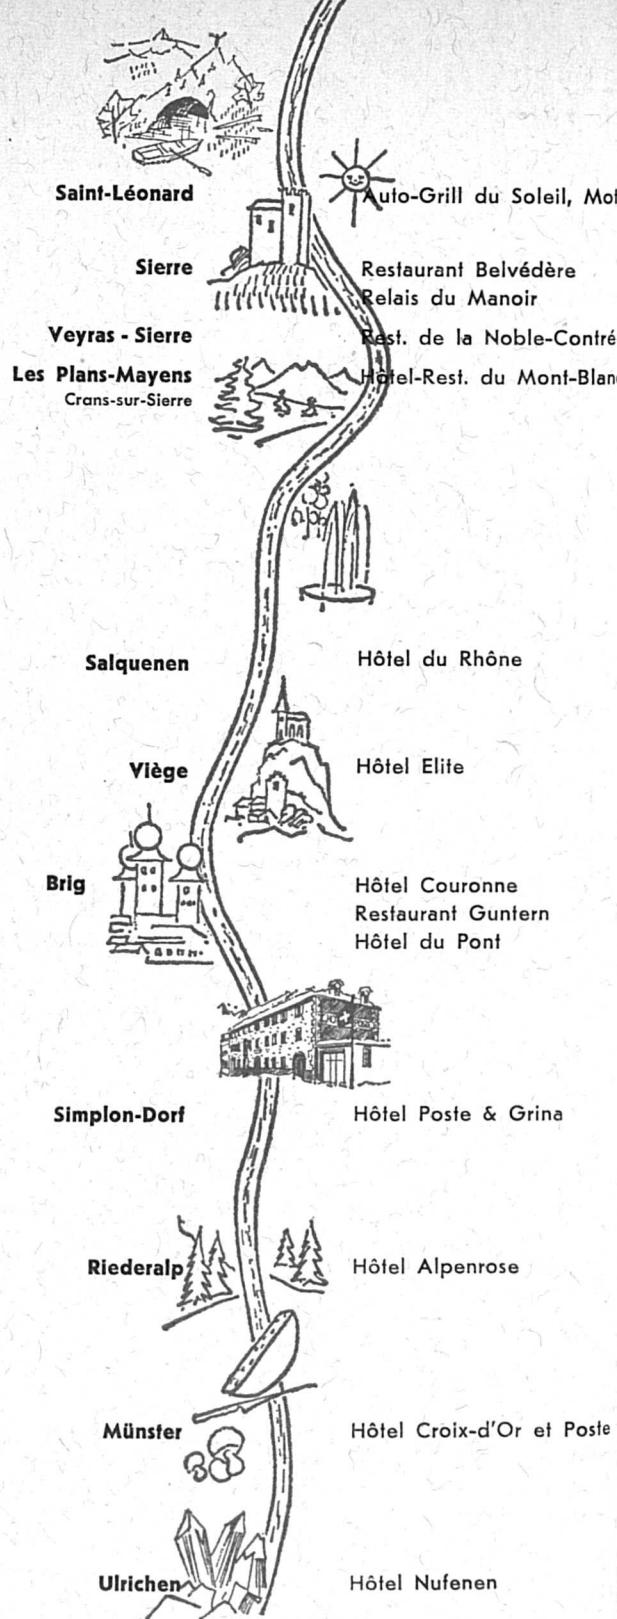 Saint-Léonard Auto-Grill du Soleil,
Sierre Restaurant Belvédère
Relais du Manoir
Veyras - Sierre Rest. de la Noble-Contré
Les Plans-Mayens Hôtel-Rest. du Mont-Blan
Crans-sur-Sierre
Salquenen Hôtel du Rhône
Viège Hôtel Elite
Brig Hôtel Couronne
Restaurant Guntern
Hôtel du Pont
Simplon-Dorf Hôtel Poste & Grina
Riederalp Hôtel Alpenrose
Münster Hôtel Croix-d'Or et Poste
Ulrichen Hôtel Nufenen